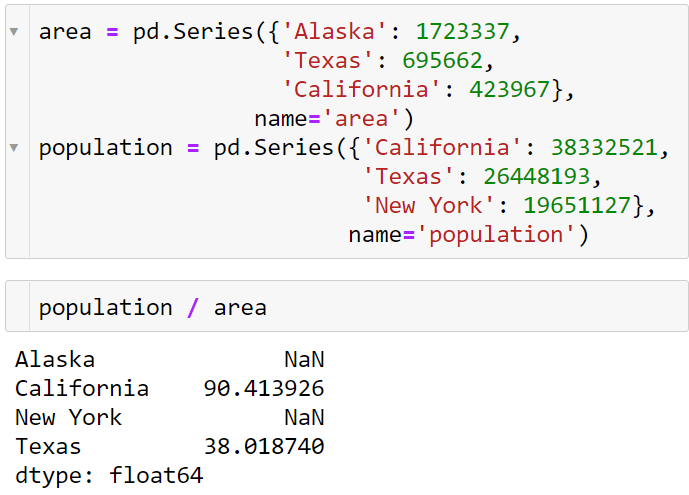 area = pd.Series({'Alaska': 1723337,
                  'Texas': 695662,
                  'California': 423967},
                name='area')
population = pd.Series({'California': 38332521,
                        'Texas': 26448193,
                        'New York': 19651127},
                       name='population')
population / area
Alaska              NaN
California    90.413926
New York            NaN
Texas         38.018740
dtype: float64